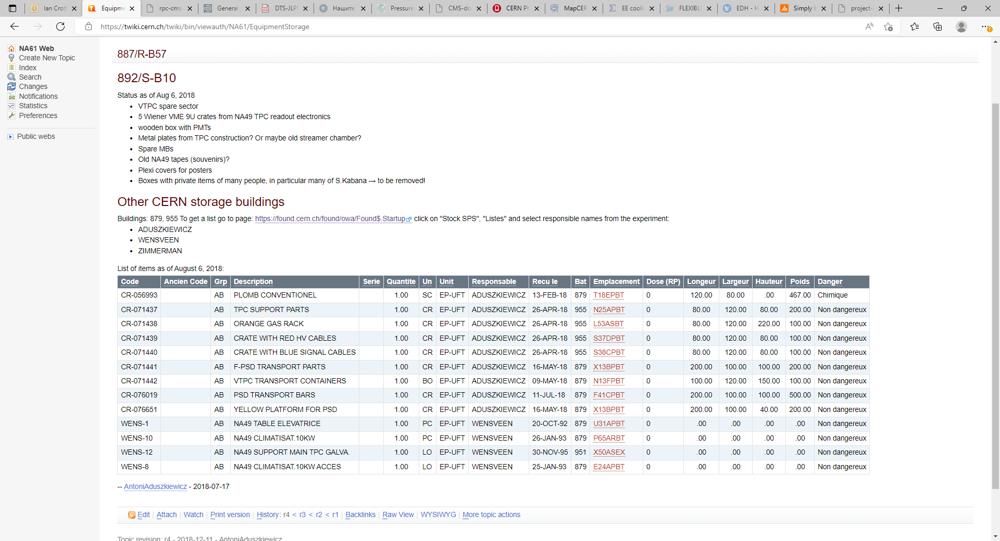 Ian Crot
Equipme
rpc-cms
General
DTS-JLP
Нашите
Pressure
CMS-do
CERN Ph
MapCER
EE cooli
FLEXIBLE
EDH - H
Simply b
project-
https://twiki.cern.ch/twiki/bin/viewauth/NA61/EquipmentStorage
NA61 Web
Create New Topic
Index
Search
Changes
Notifications
Statistics
Preferences
Public webs
887/R-B57
892/S-B10
Status as of Aug 6, 2018
• VTPC spare sector
• 5 Wiener VME 9U crates from NA49 TPC readout electronics
• wooden box with PMTs
• Metal plates from TPC construction? Or maybe old streamer chamber?
• Spare MBs
• Old NA49 tapes (souvenirs)?
• Plexi covers for posters
• Boxes with private items of many people, in particular many of S.Kabana → to be removed!
Other CERN storage buildings
Buildings: 879, 955 To get a list go to page: https://found.cern.ch/found/owa/Found$.Startup click on "Stock SPS", "Listes" and select responsible names from the experiment:
• ADUSZKIEWICZ
• WENSVEEN
• ZIMMERMAN
List of items as of August 6, 2018:
Code Ancien Code Grp Description Serie Quantite Un Unit Responsable Recu le Bat Emplacement Dose (RP) Longeur Largeur Hauteur Poids Danger
CR-056993 AB PLOMB CONVENTIONEL 1.00 SC EP-UFT ADUSZKIEWICZ 13-FEB-18 879 T18EPBT 0 120.00 80.00 .00 467.00 Chimique
CR-071437 AB TPC SUPPORT PARTS 1.00 CR EP-UFT ADUSZKIEWICZ 26-APR-18 955 N25APBT 0 80.00 120.00 80.00 200.00 Non dangereux
CR-071438 AB ORANGE GAS RACK 1.00 CR EP-UFT ADUSZKIEWICZ 26-APR-18 955 L53ASBT 0 80.00 120.00 220.00 100.00 Non dangereux
CR-071439 AB CRATE WITH RED HV CABLES 1.00 CR EP-UFT ADUSZKIEWICZ 26-APR-18 955 S37DPBT 0 80.00 120.00 80.00 100.00 Non dangereux
CR-071440 AB CRATE WITH BLUE SIGNAL CABLES 1.00 CR EP-UFT ADUSZKIEWICZ 26-APR-18 955 S38CPBT 0 80.00 120.00 80.00 100.00 Non dangereux
CR-071441 AB F-PSD TRANSPORT PARTS 1.00 CR EP-UFT ADUSZKIEWICZ 16-MAY-18 879 X13BPBT 0 200.00 100.00 100.00 200.00 Non dangereux
CR-071442 AB VTPC TRANSPORT CONTAINERS 1.00 BO EP-UFT ADUSZKIEWICZ 09-MAY-18 879 N13FPBT 0 100.00 120.00 150.00 100.00 Non dangereux
CR-076019 AB PSD TRANSPORT BARS 1.00 CR EP-UFT ADUSZKIEWICZ 11-JUL-18 879 F41CPBT 0 200.00 100.00 100.00 500.00 Non dangereux
CR-076651 AB YELLOW PLATFORM FOR PSD 1.00 CR EP-UFT ADUSZKIEWICZ 16-MAY-18 879 X13BPBT 0 200.00 100.00 40.00 200.00 Non dangereux
WENS-1 AB NA49 TABLE ELEVATRICE 1.00 PC EP-UFT WENSVEEN 20-OCT-92 879 U31APBT 0 .00 .00 .00 .00 Non dangereux
WENS-10 AB NA49 CLIMATISAT.10KW 1.00 PC EP-UFT WENSVEEN 26-JAN-93 879 P65ARBT 0 .00 .00 .00 .00 Non dangereux
WENS-12 AB NA49 SUPPORT MAIN TPC GALVA. 1.00 LO EP-UFT WENSVEEN 30-NOV-95 951 X50ASEX 0 .00 .00 .00 .00 Non dangereux
WENS-8 AB NA49 CLIMATISAT.10KW ACCES 1.00 LO EP-UFT WENSVEEN 25-JAN-93 879 E24APBT 0 .00 .00 .00 .00 Non dangereux
-- AntoniAduszkiewicz - 2018-07-17
Edit | Attach | Watch | Print version | History: r4 < r3 < r2 < r1 | Backlinks | Raw View | WYSIWYG | More topic actions
Topic revision: r4 - 2018-12-11 - AntoniAduszkiewicz